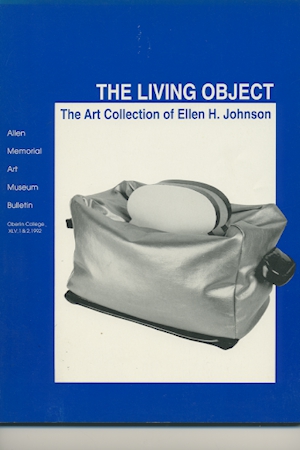 THE LIVING OBJECT
The Art Collection of Ellen H. Johnson
Allen
Memorial
Art
Museum
Bulletin
Oberlin College,
XLV, 1 & 2, 1992